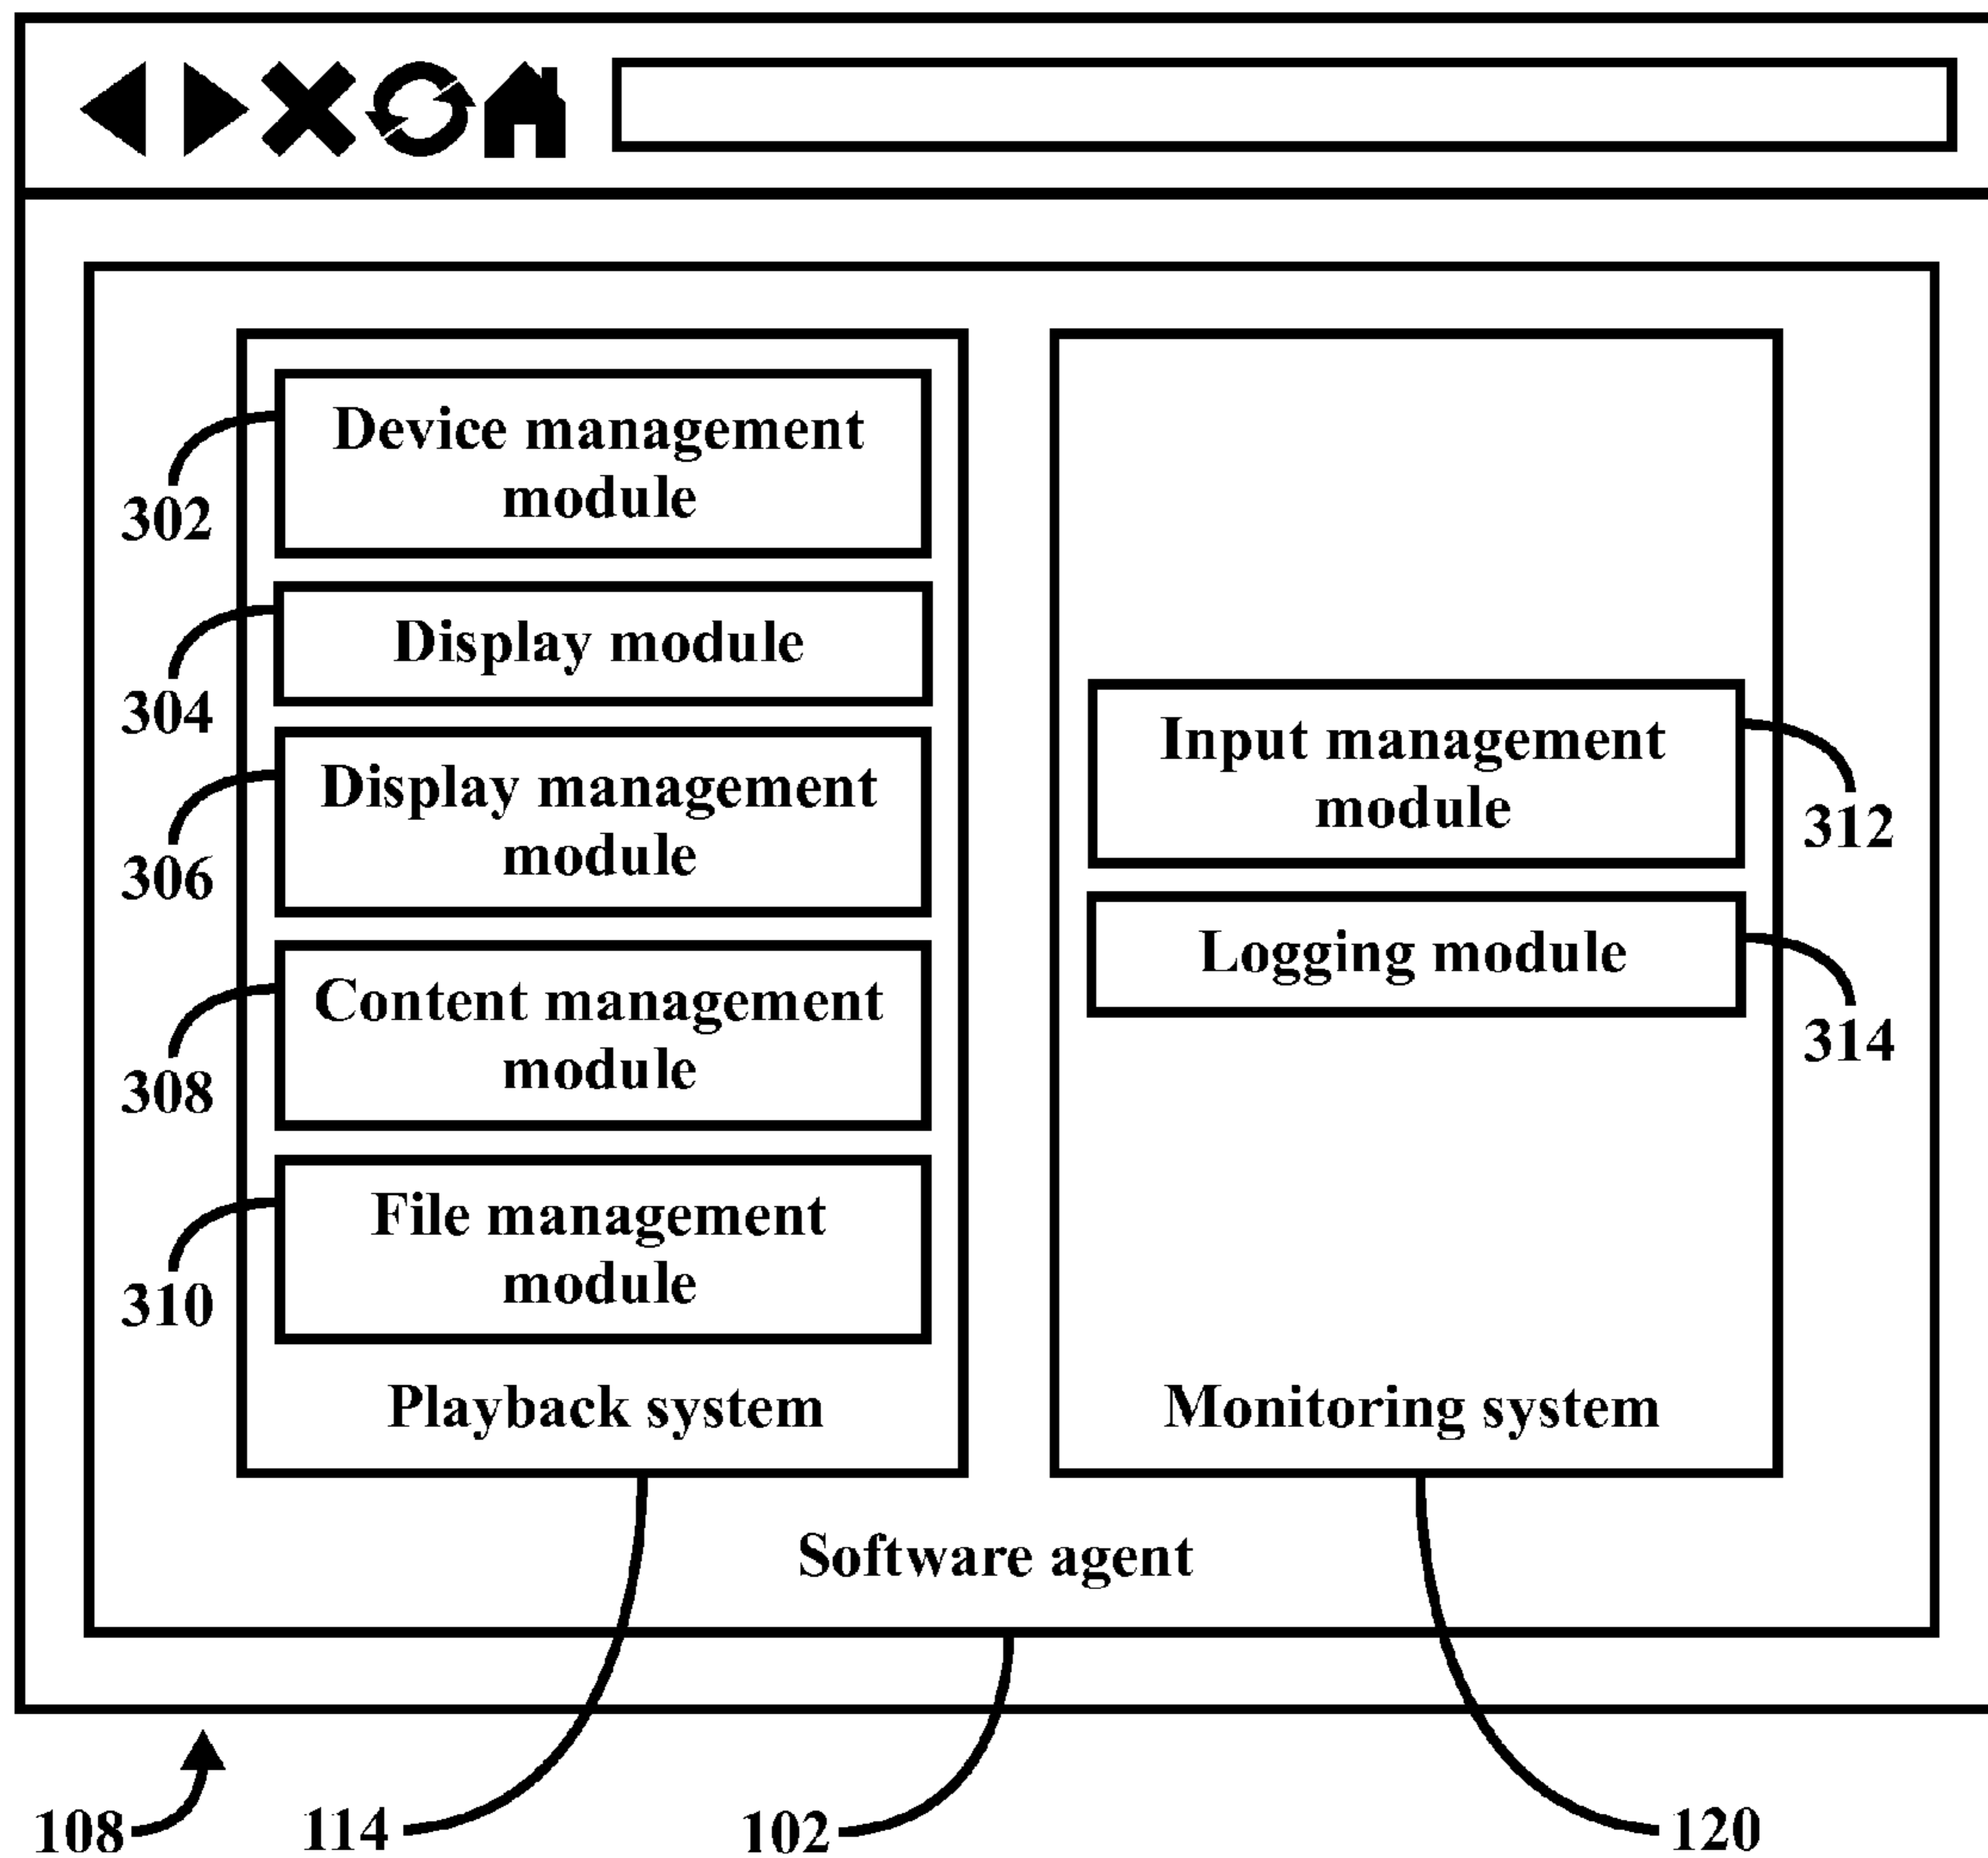 Device management
module
302
Display module
304
Display management
module
306
Content management
module
308
File management
module
310
Playback system
Input management
module
312
Logging module
314
Monitoring system
Software agent
108
114
102
120